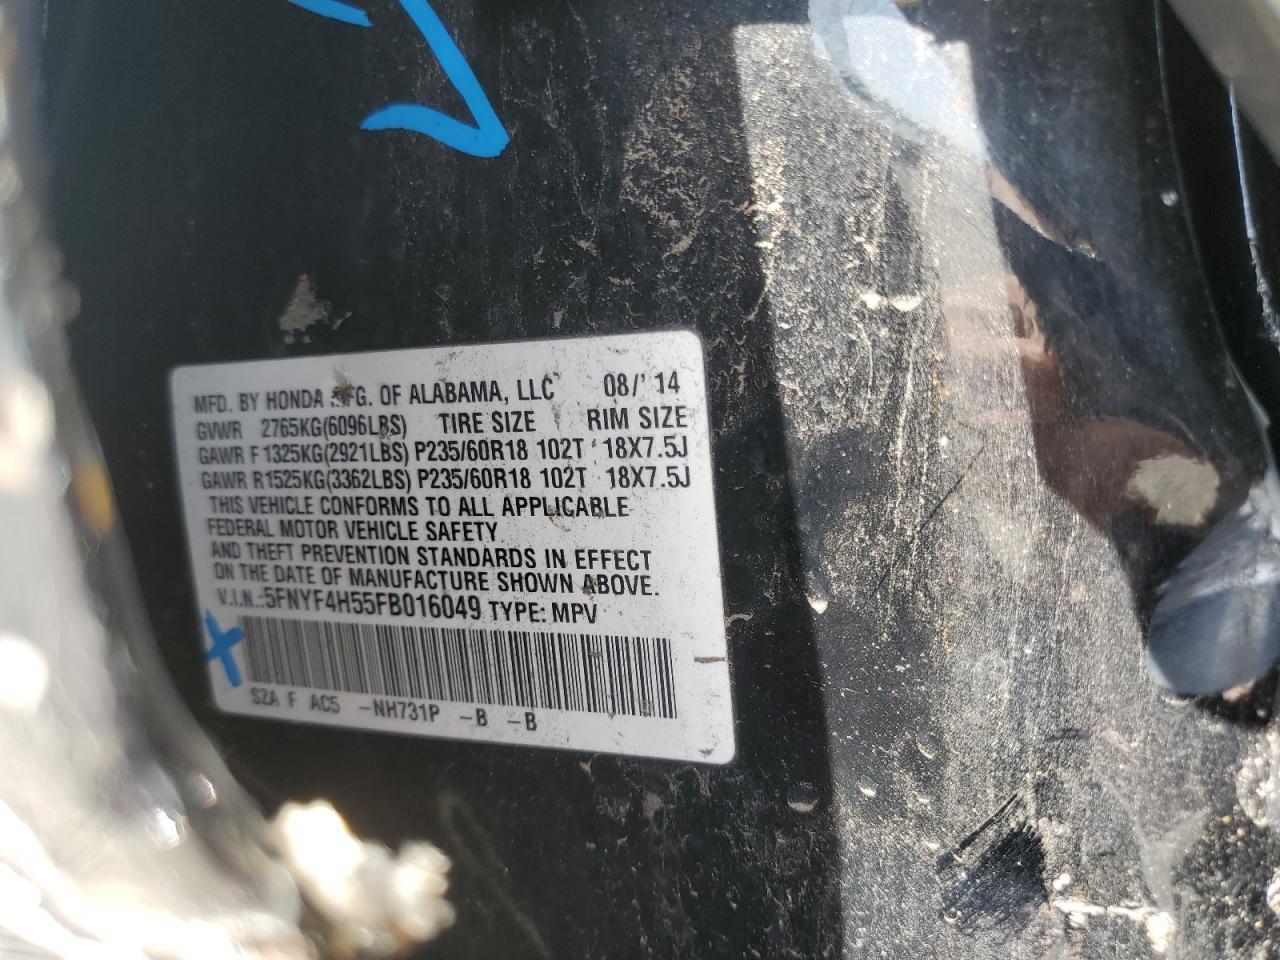 MFD. BY HONDA MFG. OF ALABAMA, LLC 08/'14
GVWR 2765KG(6096LBS) TIRE SIZE RIM SIZE
GAWR F1325KG(2921LBS) P235/60R18 102T 18X7.5J
GAWR R1525KG(3362LBS) P235/60R18 102T 18X7.5J
THIS VEHICLE CONFORMS TO ALL APPLICABLE
FEDERAL MOTOR VEHICLE SAFETY
AND THEFT PREVENTION STANDARDS IN EFFECT
ON THE DATE OF MANUFACTURE SHOWN ABOVE.
V.I.N.:5FNYF4H55FB016049 TYPE: MPV
SZA F AC5 -NH731P -B -B